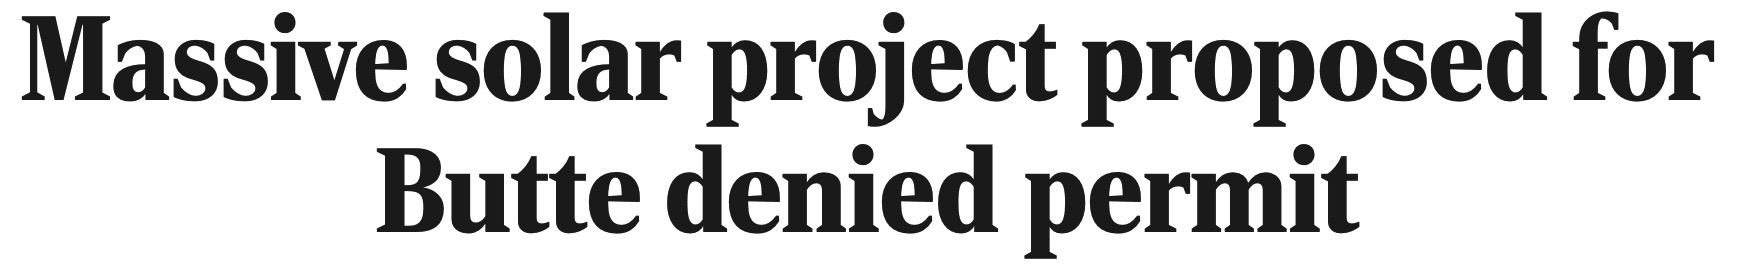 Massive solar project proposed for
Butte denied permit